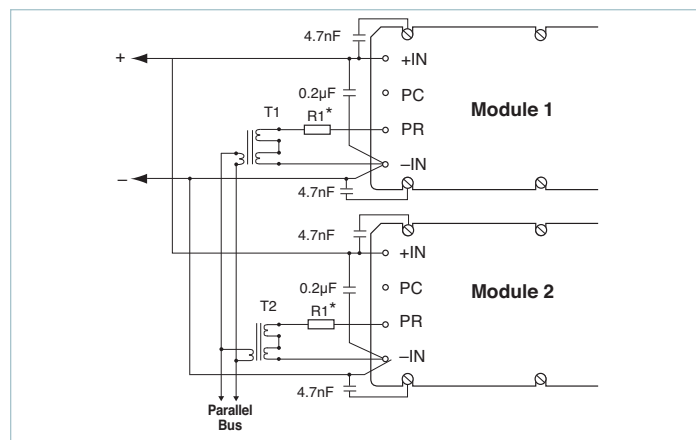 4.7nF
+
+IN
0.2µF
PC
Module 1
T1
R1*
PR
–IN
–
4.7nF
4.7nF
+IN
0.2µF
PC
Module 2
T2
R1*
PR
–IN
4.7nF
Parallel
Bus